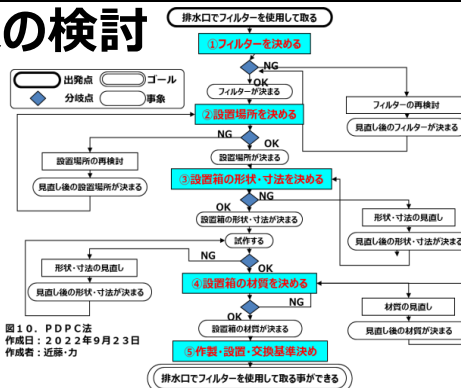 の検討
排水口でフィルターを使用して取る
①フィルターを決める
NG
OK
フィルターが決まる
フィルターの再検討
見直し後のフィルターが決まる
出発点
ゴール
分岐点
事象
②設置場所を決める
NG
OK
設置場所が決まる
設置場所の再検討
見直し後の設置場所が決まる
③設置箱の形状・寸法を決める
OK
NG
設置箱の形状・寸法が決まる
形状・寸法の見直し
見直し後の形状・寸法が決まる
試作する
NG
OK
形状・寸法の見直し
見直し後の形状・寸法が決まる
④設置箱の材質を決める
OK
NG
設置箱の材質が決まる
材質の見直し
見直し後の材質が決まる
⑤作製・設置・交換基準決め
排水口でフィルターを使用して取る事ができる
図10．PDPC法
作成日：2022年9月23日
作成者：近藤・力